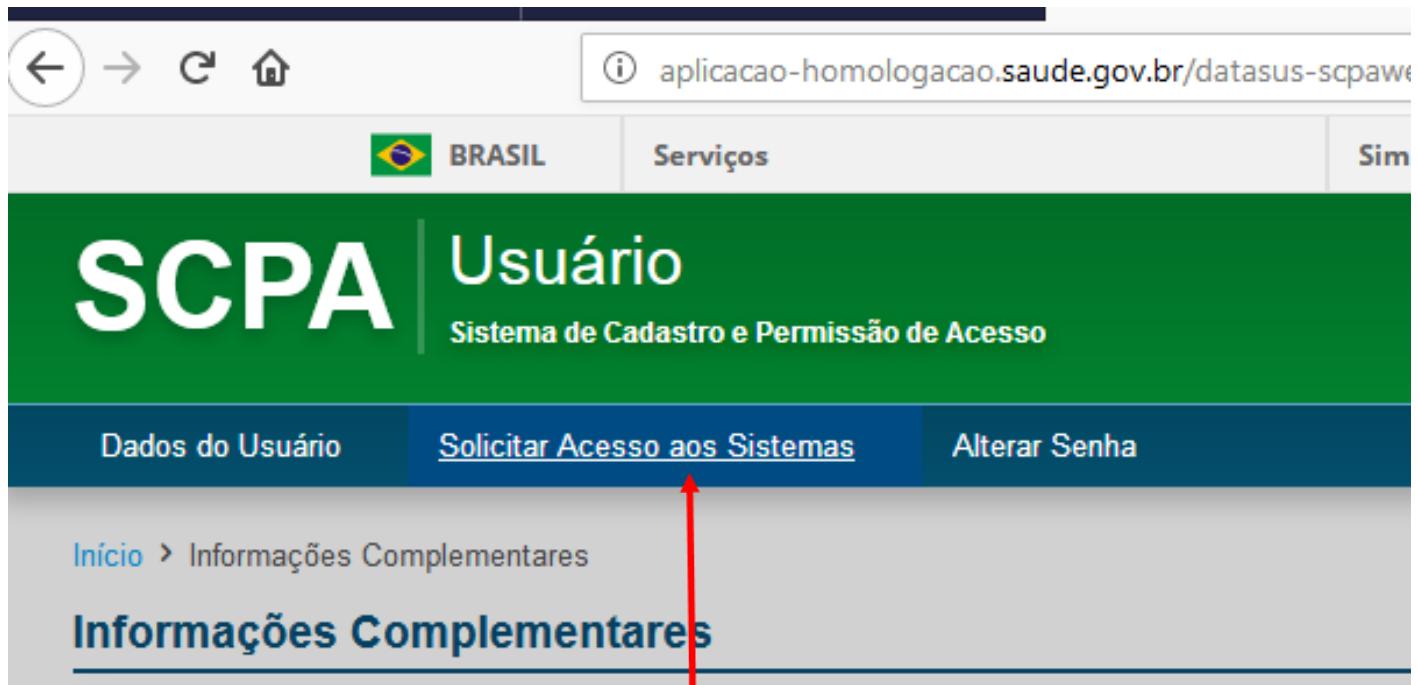 aplicacao-homologacao.saude.gov.br/datasus-scpawe
BRASIL Serviços Sim
SCPA Usuário
Sistema de Cadastro e Permissão de Acesso
Dados do Usuário Solicitar Acesso aos Sistemas Alterar Senha
Início > Informações Complementares
Informações Complementares